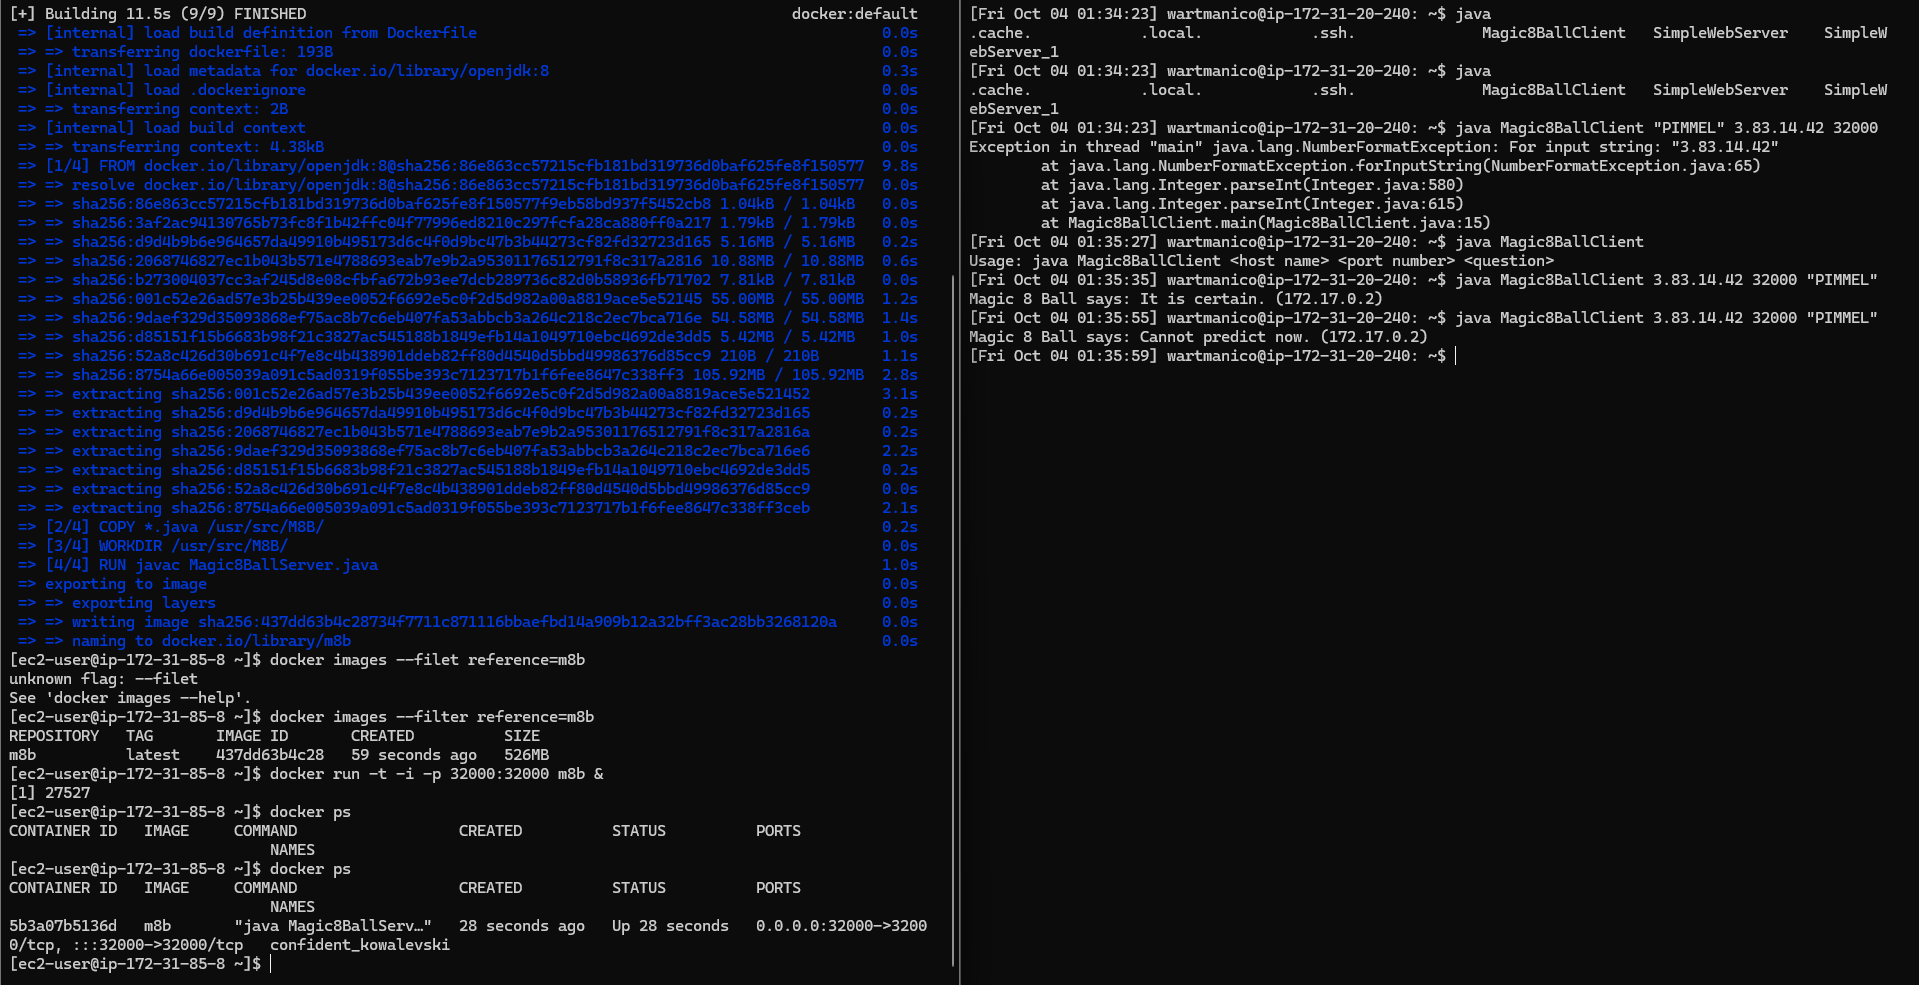 [+] Building 11.5s (9/9) FINISHED docker:default
=> [internal] load build definition from Dockerfile 0.0s
=> => transferring dockerfile: 193B 0.0s
=> [internal] load metadata for docker.io/library/openjdk:8 0.3s
=> [internal] load .dockerignore 0.0s
=> => transferring context: 2B 0.0s
=> [internal] load build context 0.0s
=> => transferring context: 4.38kB 0.0s
=> [1/4] FROM docker.io/library/openjdk:8@sha256:86e863cc57215cfb181bd319736d0baf625fe8f150577 9.8s
=> => resolve docker.io/library/openjdk:8@sha256:86e863cc57215cfb181bd319736d0baf625fe8f150577 0.0s
=> => sha256:86e863cc57215cfb181bd319736d0baf625fe8f150577f9eb58bd937f5452cb8 1.04kB / 1.04kB 0.0s
=> => sha256:3af2ac94130765b73fc8f1b42ffc04f77996ed8210c297fcfa28ca880ff0a217 1.79kB / 1.79kB 0.0s
=> => sha256:d9d4b9b6e964657da49910b495173d6c4f0d9bc47b3b44273cf82fd32723d165 5.16MB / 5.16MB 0.2s
=> => sha256:2068746827ec1b043b571e4788693eab7e9b2a95301176512791f8c317a2816 10.88MB / 10.88MB 0.6s
=> => sha256:b273004037cc3af245d8e08cfbfa672b93ee7dcb289736c82d0b58936fb71702 7.81kB / 7.81kB 0.0s
=> => sha256:001c52e26ad57e3b25b439ee0052f6692e5c0f2d5d982a00a8819ace5e52145 55.00MB / 55.00MB 1.2s
=> => sha256:9daef329d35093868ef75ac8b7c6eb407fa53abbcb3a264c218c2ec7bca716e 54.58MB / 54.58MB 1.4s
=> => sha256:d85151f15b6683b98f21c3827ac545188b1849efb14a1049710ebc4692de3dd5 5.42MB / 5.42MB 1.0s
=> => sha256:52a8c426d30b691c4f7e8c4b438901ddeb82ff80d4540d5bbd49986376d85cc9 210B / 210B 1.1s
=> => sha256:8754a66e005039a091c5ad0319f055be393c7123717b1f6fee8647c338ff3 105.92MB / 105.92MB 2.8s
=> => extracting sha256:001c52e26ad57e3b25b439ee0052f6692e5c0f2d5d982a00a8819ace5e521452 3.1s
=> => extracting sha256:d9d4b9b6e964657da49910b495173d6c4f0d9bc47b3b44273cf82fd32723d165 0.2s
=> => extracting sha256:2068746827ec1b043b571e4788693eab7e9b2a95301176512791f8c317a2816a 0.2s
=> => extracting sha256:9daef329d35093868ef75ac8b7c6eb407fa53abbcb3a264c218c2ec7bca716e6 2.2s
=> => extracting sha256:d85151f15b6683b98f21c3827ac545188b1849efb14a1049710ebc4692de3dd5 0.2s
=> => extracting sha256:52a8c426d30b691c4f7e8c4b438901ddeb82ff80d4540d5bbd49986376d85cc9 0.0s
=> => extracting sha256:8754a66e005039a091c5ad0319f055be393c7123717b1f6fee8647c338ff3ceb 2.1s
=> [2/4] COPY *.java /usr/src/M8B/ 0.2s
=> [3/4] WORKDIR /usr/src/M8B/ 0.0s
=> [4/4] RUN javac Magic8BallServer.java 1.0s
=> exporting to image 0.0s
=> => exporting layers 0.0s
=> => writing image sha256:437dd63b4c28734f7711c871116bbaefbd14a909b12a32bff3ac28bb3268120a 0.0s
=> => naming to docker.io/library/m8b 0.0s
[ec2-user@ip-172-31-85-8 ~]$ docker images --filet reference=m8b
unknown flag: --filet
See 'docker images --help'.
[ec2-user@ip-172-31-85-8 ~]$ docker images --filter reference=m8b
REPOSITORY TAG IMAGE ID CREATED SIZE
m8b latest 437dd63b4c28 59 seconds ago 526MB
[ec2-user@ip-172-31-85-8 ~]$ docker run -t -i -p 32000:32000 m8b &
[1] 27527
[ec2-user@ip-172-31-85-8 ~]$ docker ps
CONTAINER ID IMAGE COMMAND CREATED STATUS PORTS
NAMES
[ec2-user@ip-172-31-85-8 ~]$ docker ps
CONTAINER ID IMAGE COMMAND CREATED STATUS PORTS
NAMES
5b3a07b5136d m8b "java Magic8BallServ…" 28 seconds ago Up 28 seconds 0.0.0.0:32000->3200
0/tcp, :::32000->32000/tcp confident_kowalevski
[ec2-user@ip-172-31-85-8 ~]$
[Fri Oct 04 01:34:23] wartmanico@ip-172-31-20-240: ~$ java
.cache. .local. .ssh. Magic8BallClient SimpleWebServer SimpleW
ebServer_1
[Fri Oct 04 01:34:23] wartmanico@ip-172-31-20-240: ~$ java
.cache. .local. .ssh. Magic8BallClient SimpleWebServer SimpleW
ebServer_1
[Fri Oct 04 01:34:23] wartmanico@ip-172-31-20-240: ~$ java Magic8BallClient "PIMMEL" 3.83.14.42 32000
Exception in thread "main" java.lang.NumberFormatException: For input string: "3.83.14.42"
at java.lang.NumberFormatException.forInputString(NumberFormatException.java:65)
at java.lang.Integer.parseInt(Integer.java:580)
at java.lang.Integer.parseInt(Integer.java:615)
at Magic8BallClient.main(Magic8BallClient.java:15)
[Fri Oct 04 01:35:27] wartmanico@ip-172-31-20-240: ~$ java Magic8BallClient
Usage: java Magic8BallClient <host name> <port number> <question>
[Fri Oct 04 01:35:35] wartmanico@ip-172-31-20-240: ~$ java Magic8BallClient 3.83.14.42 32000 "PIMMEL"
Magic 8 Ball says: It is certain. (172.17.0.2)
[Fri Oct 04 01:35:55] wartmanico@ip-172-31-20-240: ~$ java Magic8BallClient 3.83.14.42 32000 "PIMMEL"
Magic 8 Ball says: Cannot predict now. (172.17.0.2)
[Fri Oct 04 01:35:59] wartmanico@ip-172-31-20-240: ~$